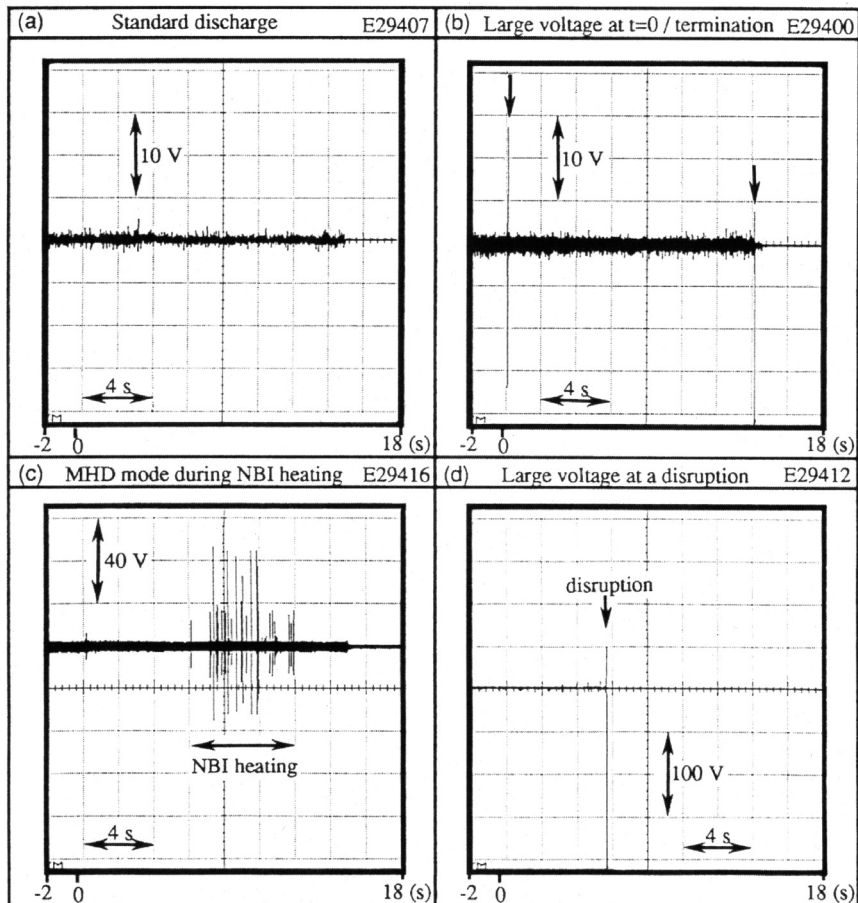 (a) Standard discharge E29407
10 V
4 s
M
-2 0 18 (s)
(b) Large voltage at t=0 / termination E29400
10 V
4 s
M
-2 0 18 (s)
(c) MHD mode during NBI heating E29416
40 V
NBI heating
4 s
M
-2 0 18 (s)
(d) Large voltage at a disruption E29412
disruption
100 V
4 s
M
-2 0 18 (s)